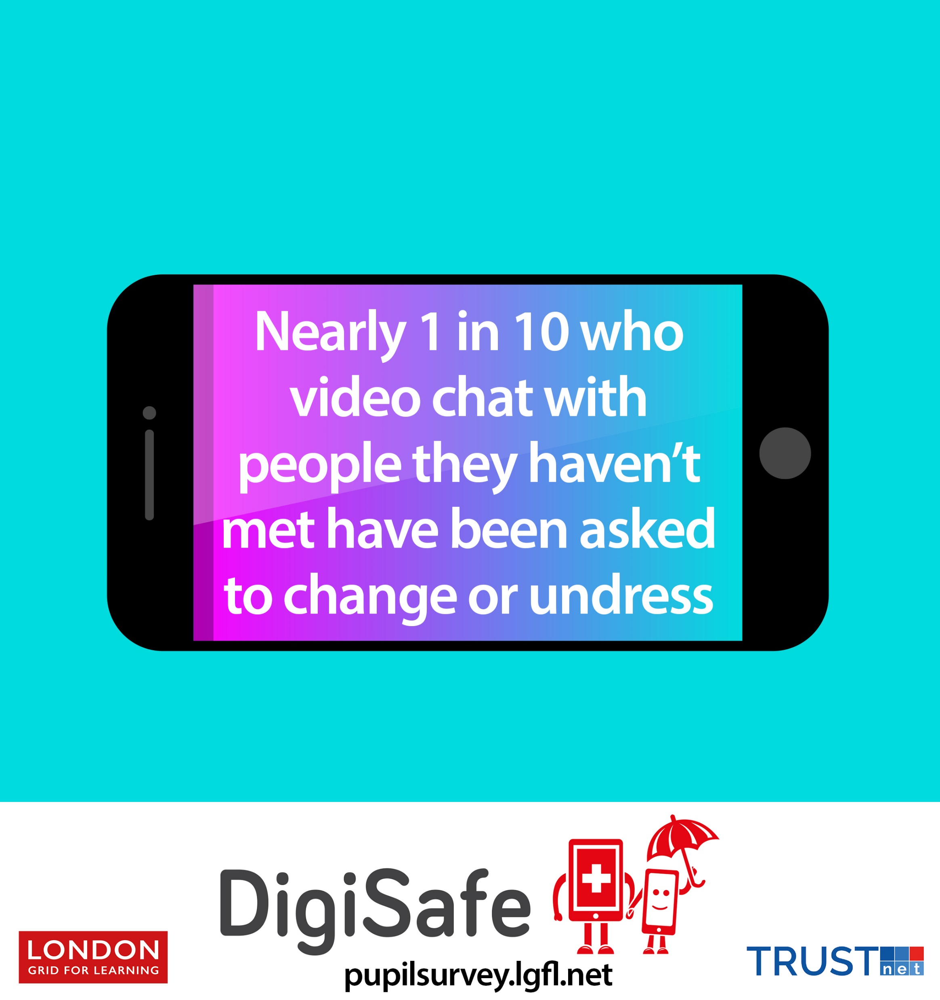 Nearly 1 in 10 who
video chat with
people they haven't
met have been asked
to change or undress
DigiSafe
LONDON
GRID FOR LEARNING
pupilsurvey.lgfl.net
TRUST
net